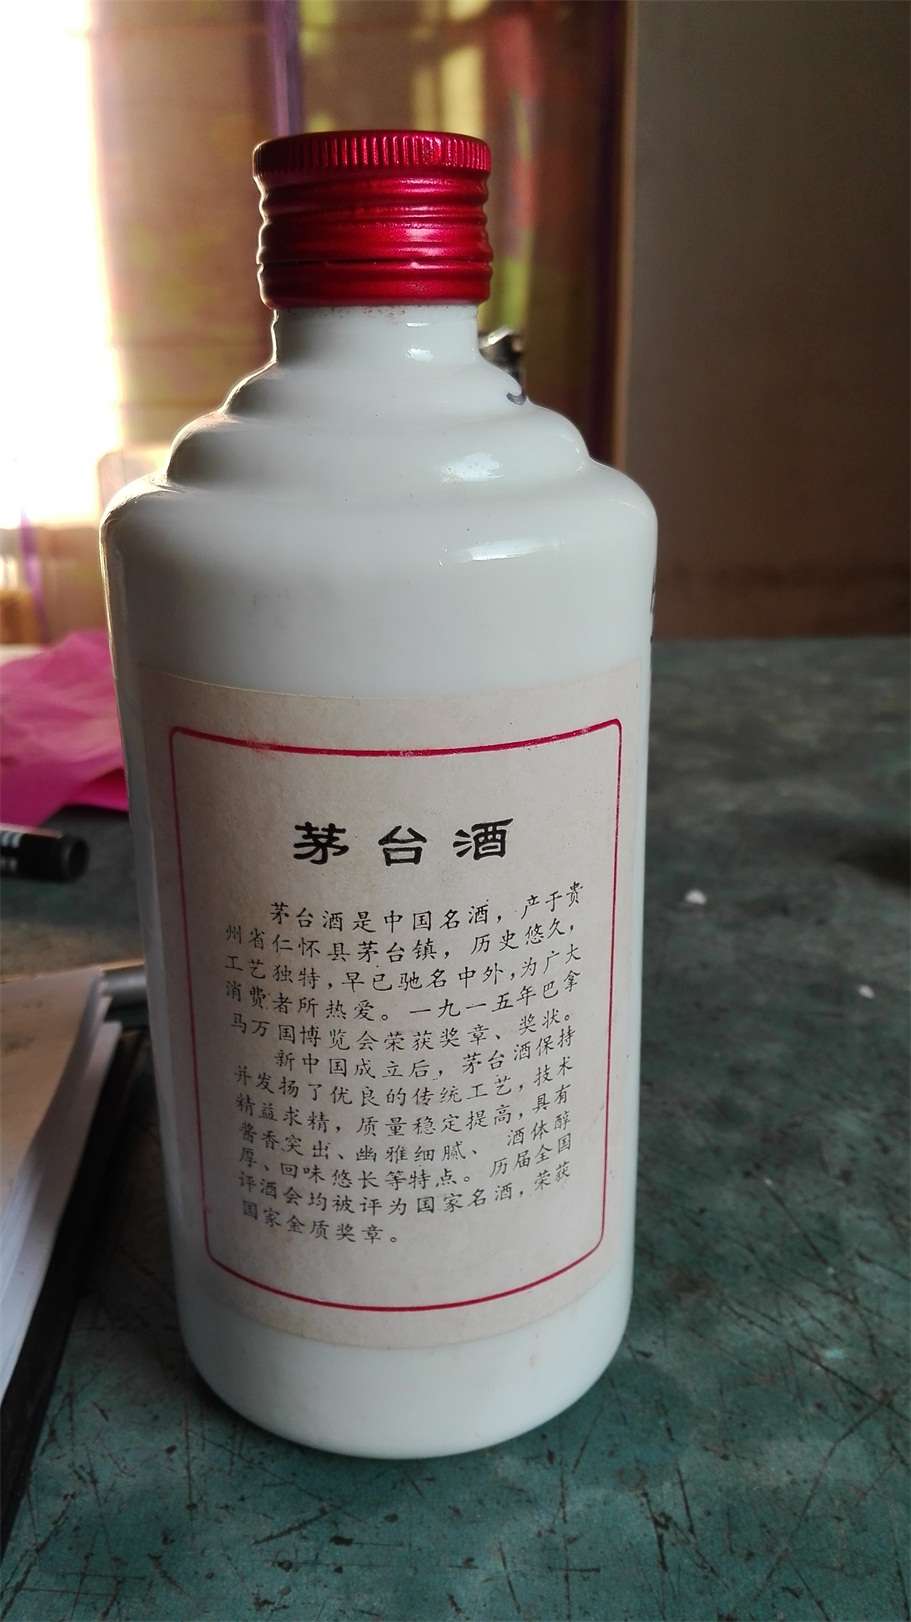 茅台酒
茅台酒是中国名酒，产于贵
州省仁怀县茅台镇，历史悠久，
工艺独特，早已驰名中外，为广大
消费者所热爱。一九一五年巴拿
马万国博览会荣获奖章、奖状。
新中国成立后，茅台酒保持
并发扬了优良的传统工艺，技术
精益求精，质量稳定提高，具有
酱香突出、幽雅细腻、酒体醇
厚、回味悠长等特点。历届全国
评酒会均被评为国家名酒，荣获
国家金质奖章。